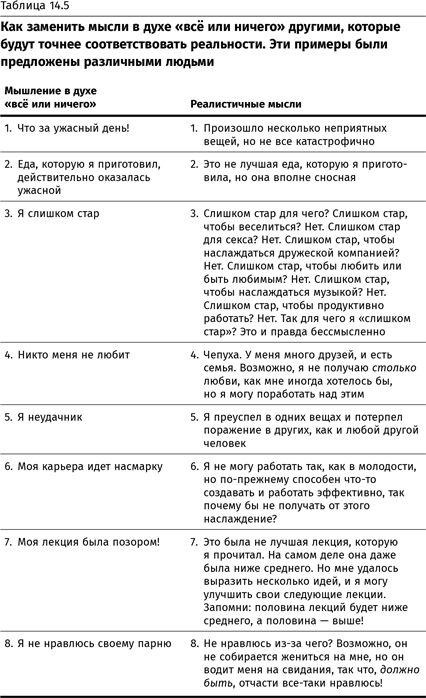 Таблица 14.5
Как заменить мысли в духе «всё или ничего» другими, которые
будут точнее соответствовать реальности. Эти примеры были
предложены различными людьми
Мышление в духе
«всё или ничего»
Реалистичные мысли
1. Что за ужасный день!
1. Произошло несколько неприятных
вещей, но не все катастрофично
2. Еда, которую я приготовил,
действительно оказалась
ужасной
2. Это не лучшая еда, которую я пригото-
вил, но она вполне сносная
3. Я слишком стар
3. Слишком стар для чего? Слишком стар,
чтобы веселиться? Нет. Слишком стар
для секса? Нет. Слишком стар, чтобы
наслаждаться дружеской компанией?
Нет. Слишком стар, чтобы любить или
быть любимым? Нет. Слишком стар,
чтобы наслаждаться музыкой? Нет.
Слишком стар, чтобы продуктивно
работать? Нет. Так для чего я «слишком
стар»? Это и правда бессмысленно
4. Никто меня не любит
4. Чепуха. У меня много друзей, и есть
семья. Возможно, я не получаю столько
любви, как мне иногда хотелось бы,
но я могу поработать над этим
5. Я неудачник
5. Я преуспел в одних вещах и потерпел
поражение в других, как и любой другой
человек
6. Моя карьера идет насмарку
6. Я не могу работать так, как в молодости,
но по-прежнему способен что-то
создавать и работать эффективно, так
почему бы не получать от этого
наслаждение?
7. Моя лекция была позором!
7. Это была не лучшая лекция, которую
я прочитал. На самом деле она даже
была ниже среднего. Но мне удалось
выразить несколько идей, и я могу
улучшить свои следующие лекции.
Запомни: половина лекций будет ниже
среднего, а половина — выше!
8. Я не нравлюсь своему парню
8. Не нравлюсь из-за чего? Возможно, он
не собирается жениться на мне, но он
водит меня на свидания, так что, должно
быть, отчасти все-таки нравлюсь!